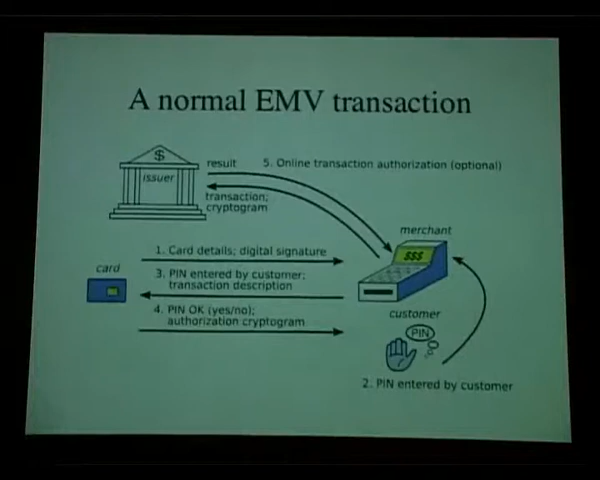 A normal EMV transaction
$
issuer
result
5. Online transaction authorization (optional)
transaction;
cryptogram
merchant
$$$
1. Card details; digital signature
card
3. PIN entered by customer;
transaction description
4. PIN OK (yes/no);
authorization cryptogram
customer
PIN
2. PIN entered by customer